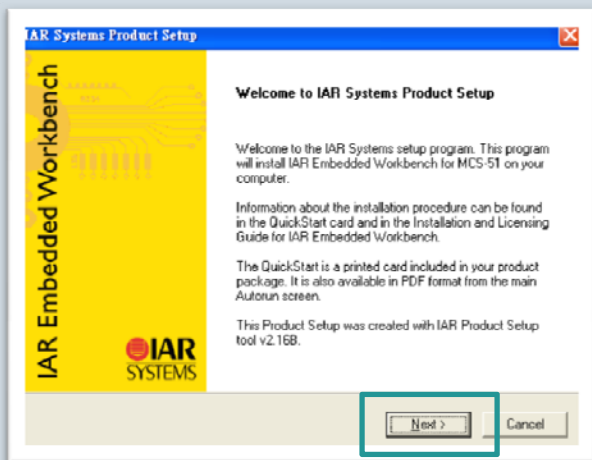 IAR Systems Product Setup
IAR Embedded Workbench
IAR
SYSTEMS
Welcome to IAR Systems Product Setup
Welcome to the IAR Systems setup program. This program
will install IAR Embedded Workbench for MCS-51 on your
computer.
Information about the installation procedure can be found
in the QuickStart card and in the Installation and Licensing
Guide for IAR Embedded Workbench.
The QuickStart is a printed card included in your product
package. It is also available in PDF format from the main
Autorun screen.
This Product Setup was created with IAR Product Setup
tool v2.16B.
Next >
Cancel